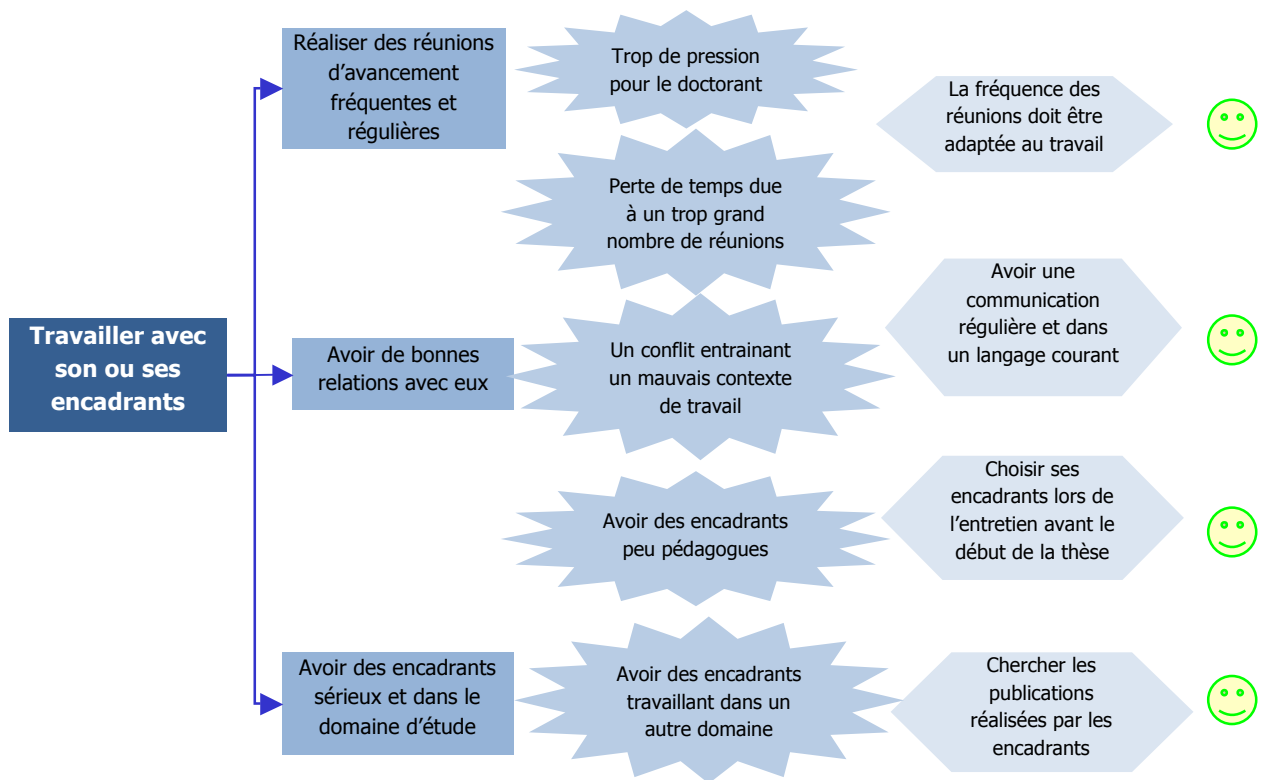 Réaliser des réunions
d'avancement
fréquentes et
régulières
Trop de pression
pour le doctorant
La fréquence des
réunions doit être
adaptée au travail
Perte de temps due
à un trop grand
nombre de réunions
Travailler avec
son ou ses
encadrants
Avoir de bonnes
relations avec eux
Un conflit entrainant
un mauvais contexte
de travail
Avoir une
communication
régulière et dans
un langage courant
Avoir des encadrants
peu pédagogues
Choisir ses
encadrants lors de
l'entretien avant le
début de la thèse
Avoir des encadrants
sérieux et dans le
domaine d'étude
Avoir des encadrants
travaillant dans un
autre domaine
Chercher les
publications
réalisées par les
encadrants